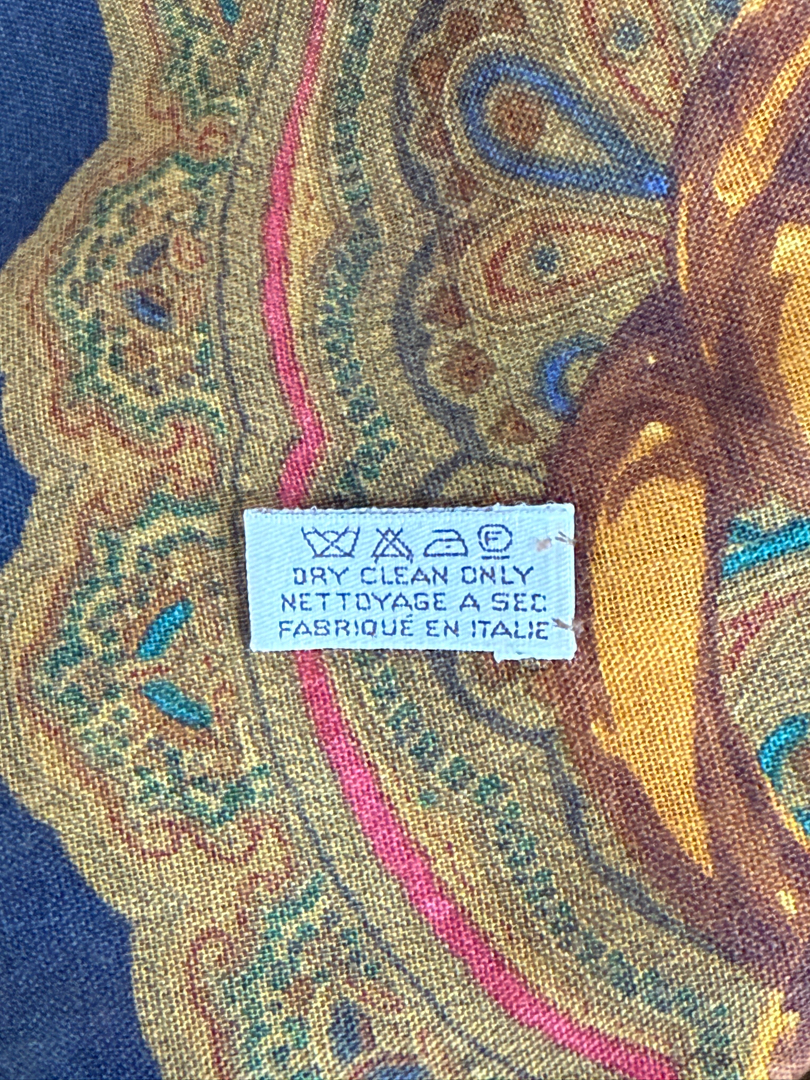 F
DRY CLEAN ONLY
NETTOYAGE A SEC
FABRIQUÉ EN ITALIE